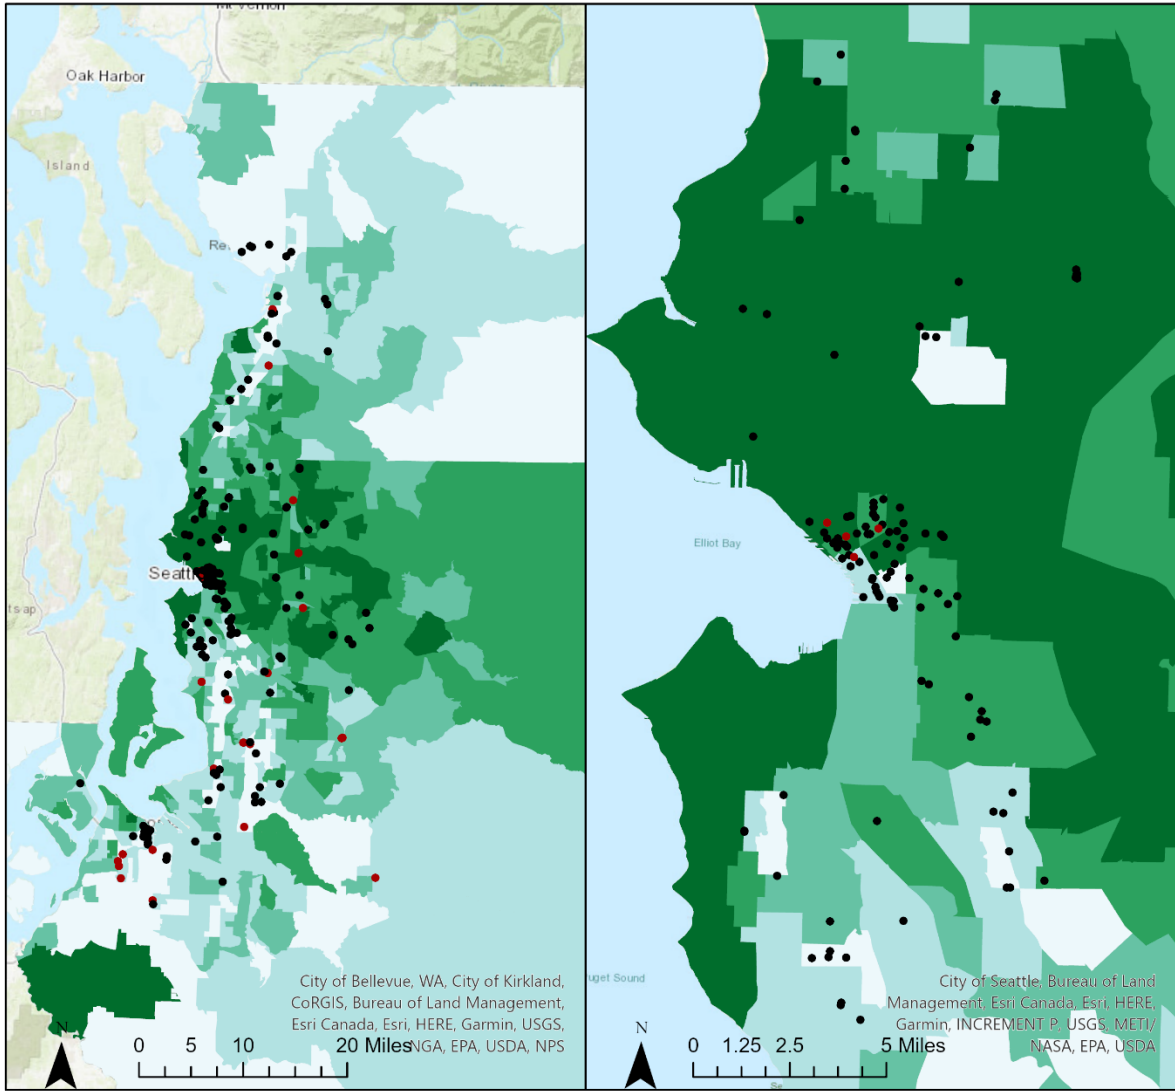 Oak Harbor
Island
Seattl
City of Bellevue, WA, City of Kirkland,
CoRGIS, Bureau of Land Management,
Esri Canada, Esri, HERE, Garmin, USGS,
NGA, EPA, USDA, NPS
N
0 5 10 20 Miles
Elliot Bay
uget Sound
City of Seattle, Bureau of Land
Management, Esri Canada, Esri, HERE,
Garmin, INCREMENT P, USGS, METI/
NASA, EPA, USDA
N
0 1.25 2.5 5 Miles